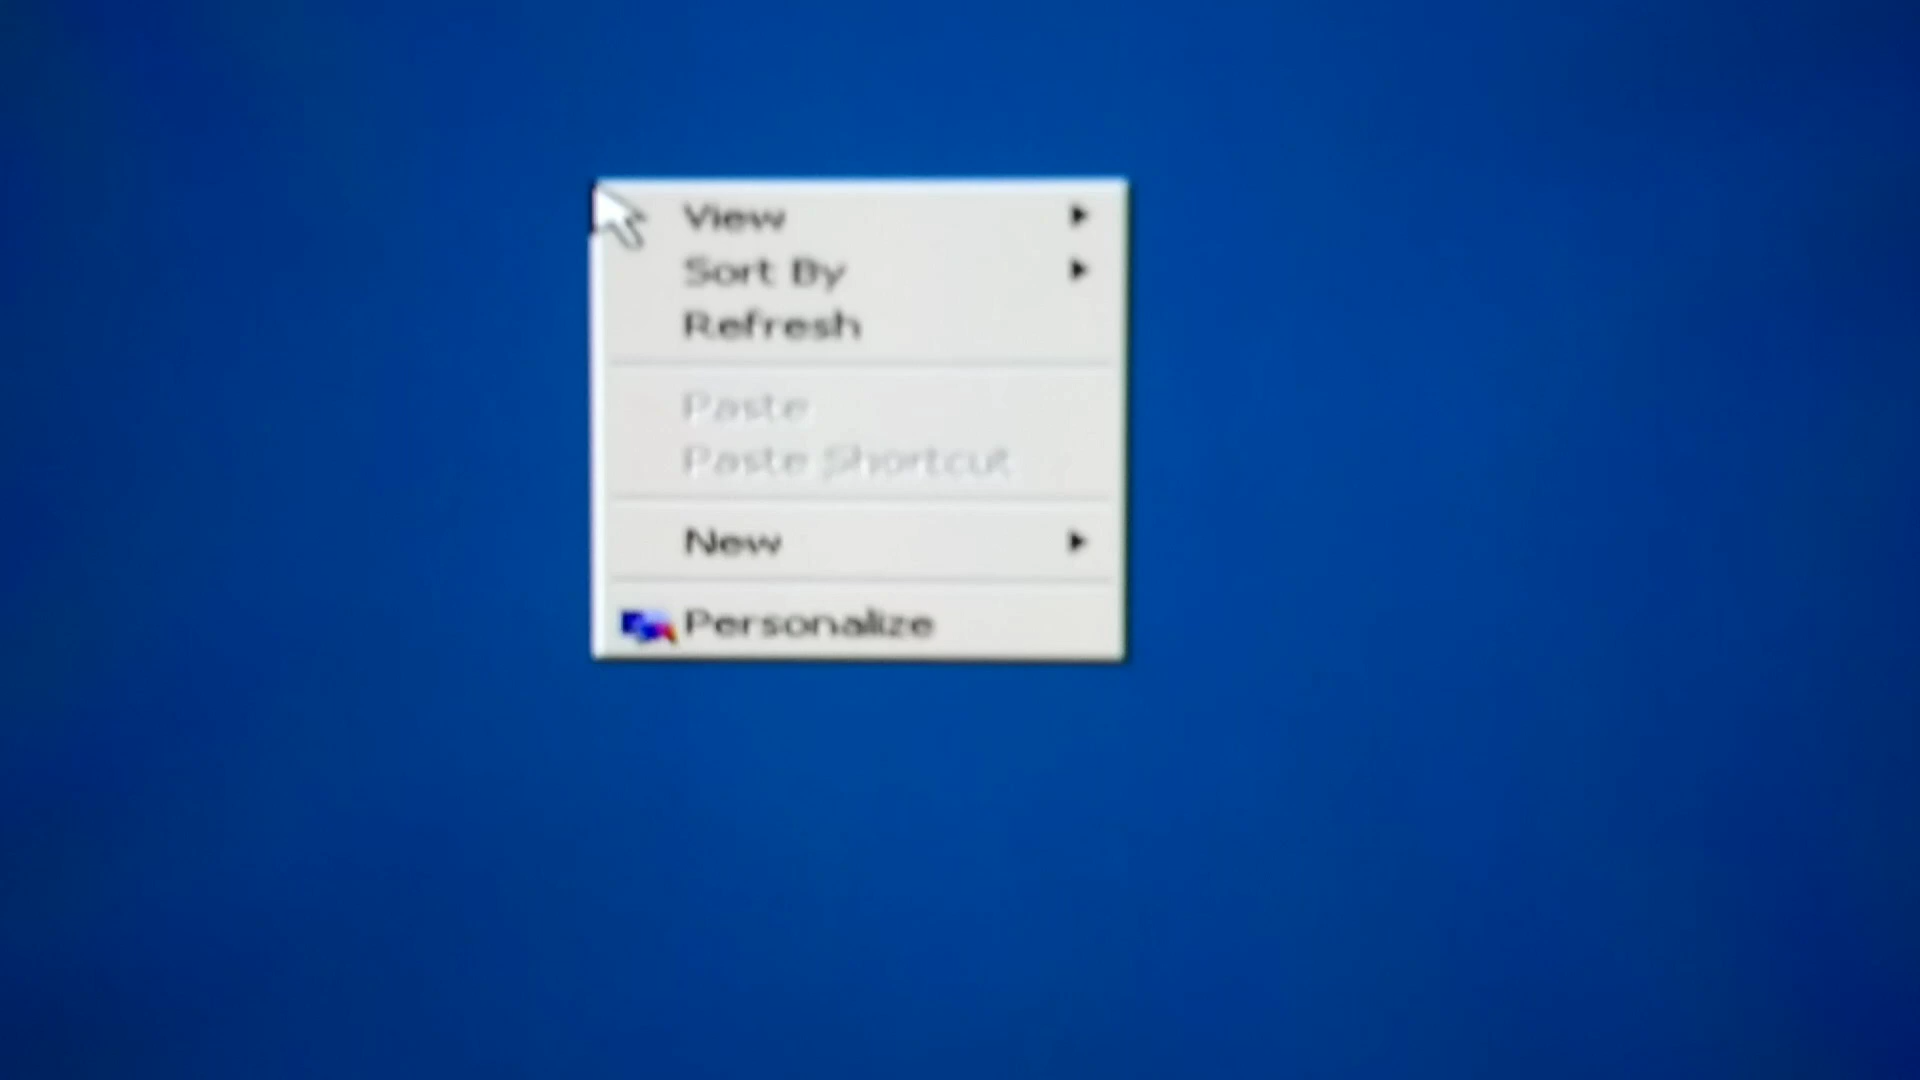 View
Sort By
Refresh
Paste
Paste Shortcut
New
Personalize